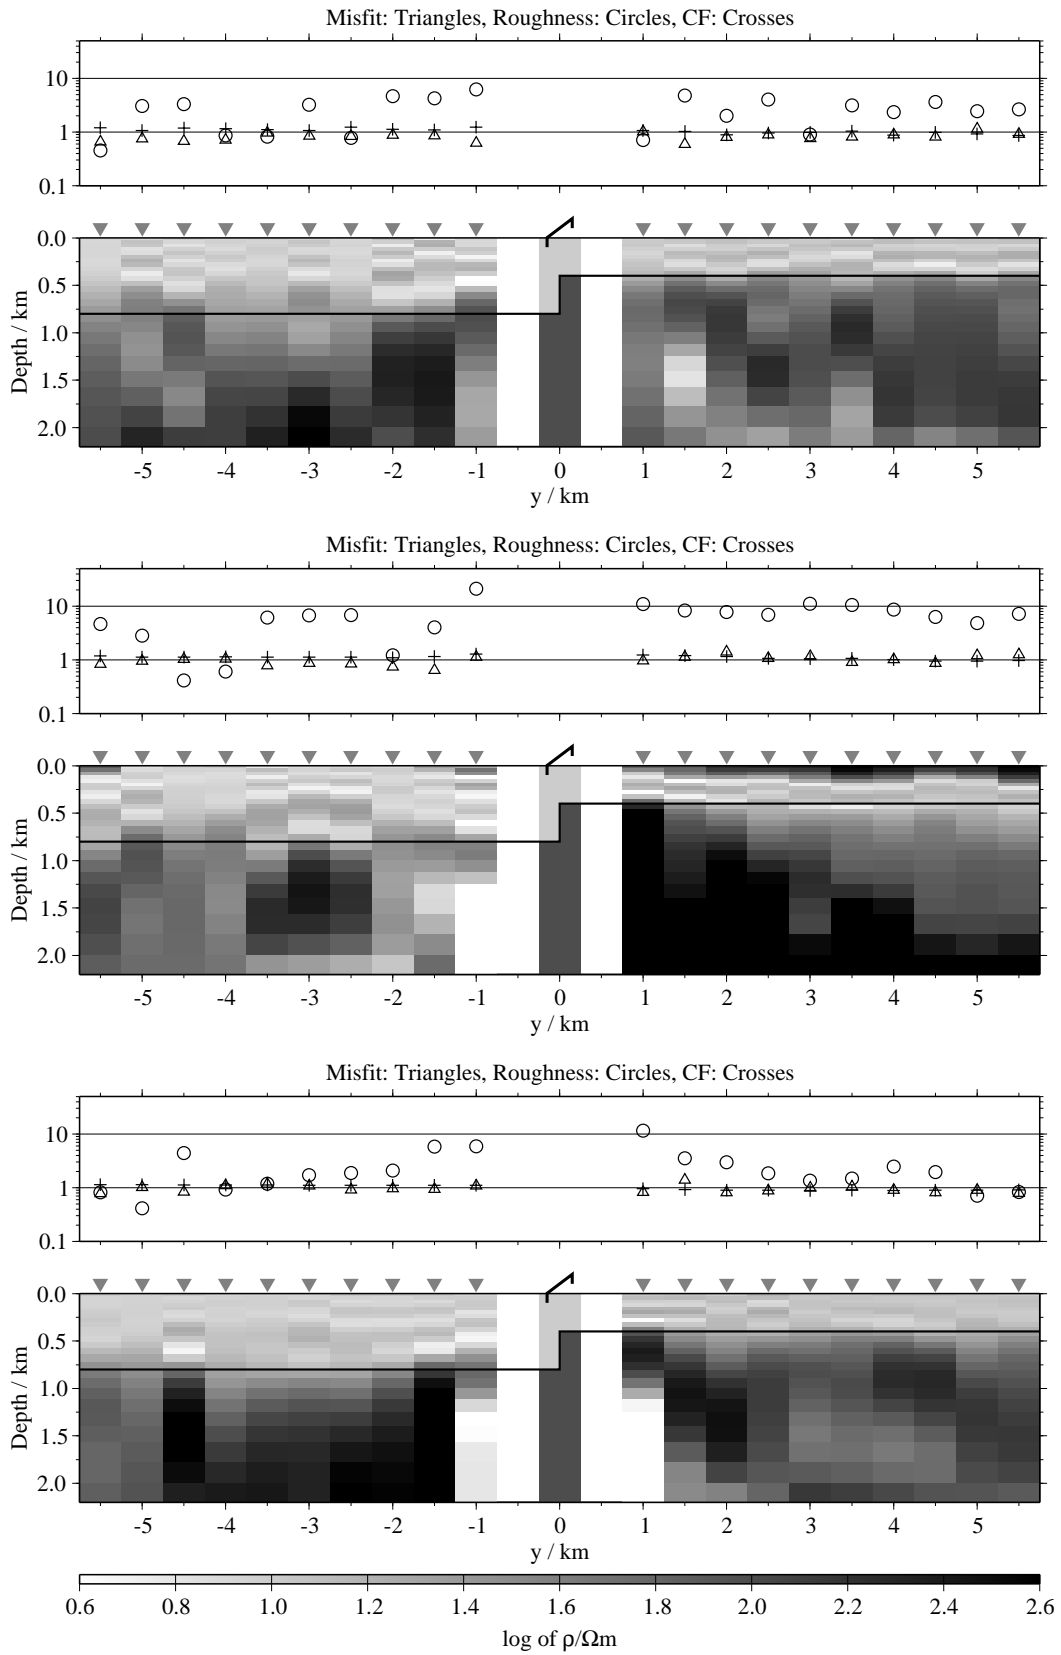 Misfit: Triangles, Roughness: Circles, CF: Crosses
10
1
0.1
0.0
0.5
1.0
1.5
2.0
Depth / km
-5 -4 -3 -2 -1 0 1 2 3 4 5
y / km
Misfit: Triangles, Roughness: Circles, CF: Crosses
10
1
0.1
0.0
0.5
1.0
1.5
2.0
Depth / km
-5 -4 -3 -2 -1 0 1 2 3 4 5
y / km
Misfit: Triangles, Roughness: Circles, CF: Crosses
10
1
0.1
0.0
0.5
1.0
1.5
2.0
Depth / km
-5 -4 -3 -2 -1 0 1 2 3 4 5
y / km
0.6 0.8 1.0 1.2 1.4 1.6 1.8 2.0 2.2 2.4 2.6
log of ρ/Ωm